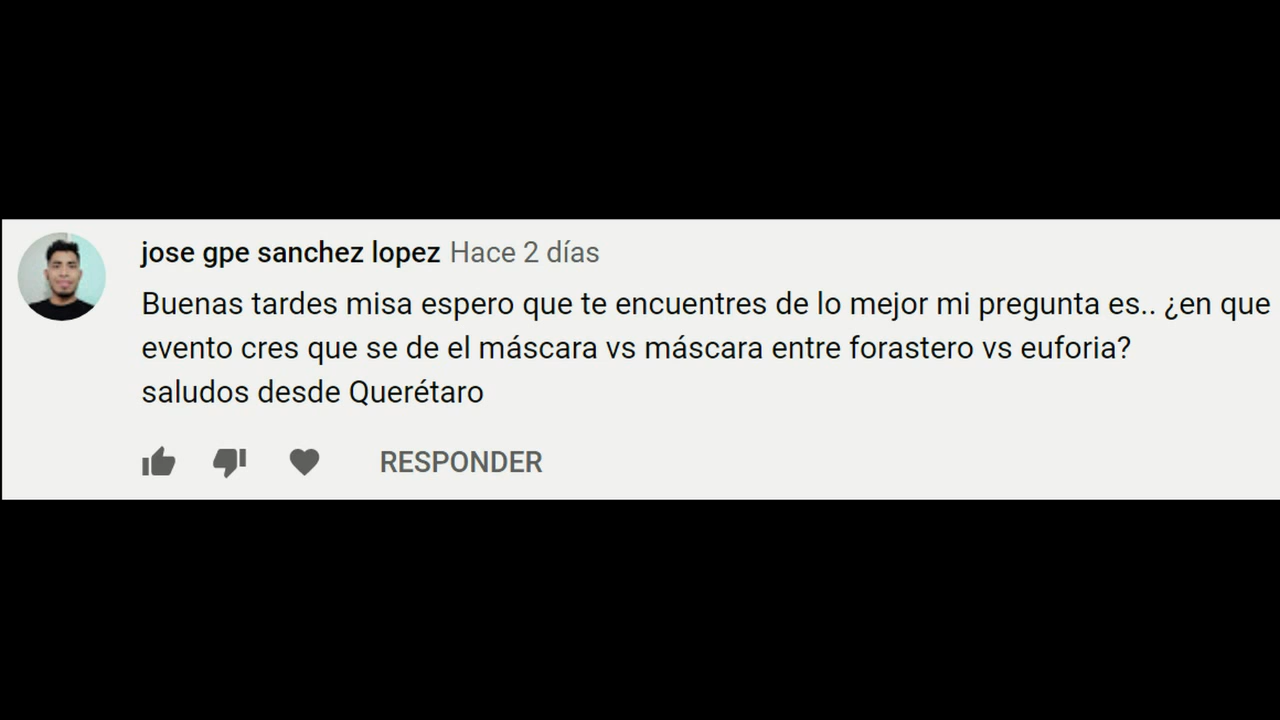 jose gpe sanchez lopez Hace 2 días
Buenas tardes misa espero que te encuentres de lo mejor mi pregunta es.. ¿en que
evento cres que se de el máscara vs máscara entre forastero vs euforia?
saludos desde Querétaro
RESPONDER